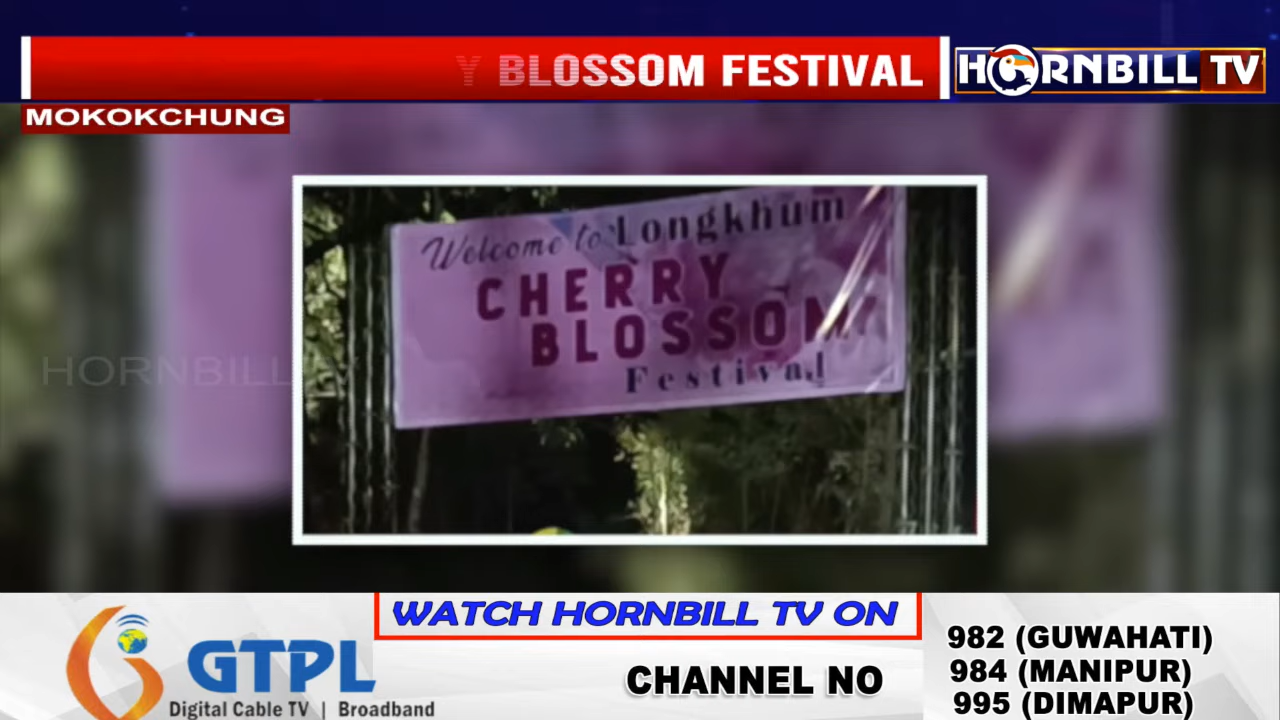 Y BLOSSOM FESTIVAL
HORNBILL TV
MOKOKCHUNG
Welcome to Longkhum
CHERRY
BLOSSOM
Festival
HORNBILL TV
WATCH HORNBILL TV ON
GTPL
Digital Cable TV | Broadband
CHANNEL NO
982 (GUWAHATI)
984 (MANIPUR)
995 (DIMAPUR)